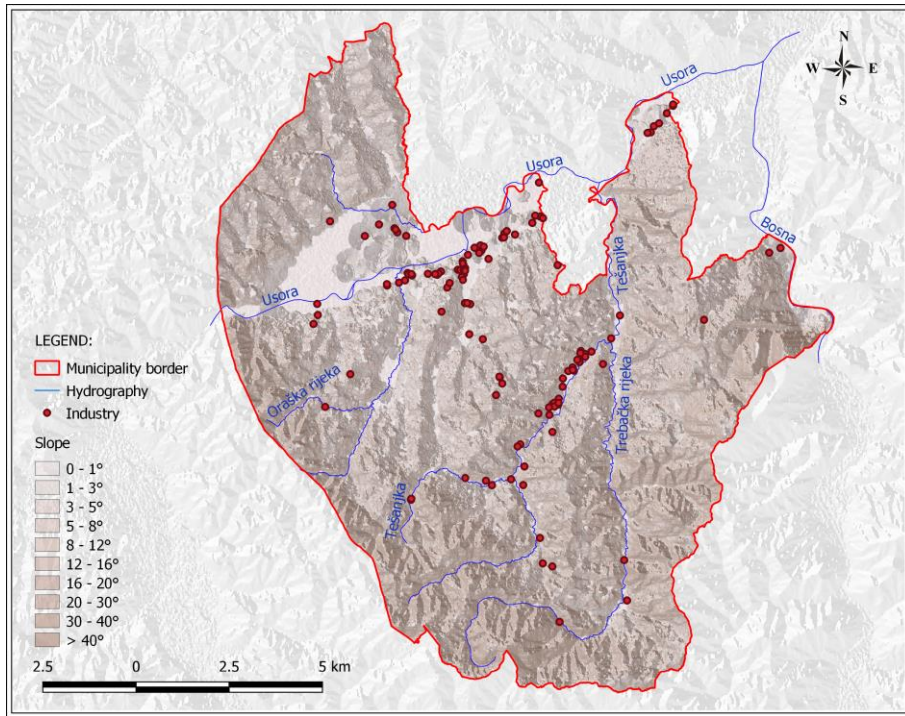 N
W E
S
Usora
Usora
Bosna
Tešanjka
Usora
LEGEND:
Municipality border
Hydrography
Industry
Oraška rijeka
Trebačka rijeka
Tešanjka
Slope
0 - 1°
1 - 3°
3 - 5°
5 - 8°
8 - 12°
12 - 16°
16 - 20°
20 - 30°
30 - 40°
> 40°
2.5 0 2.5 5 km